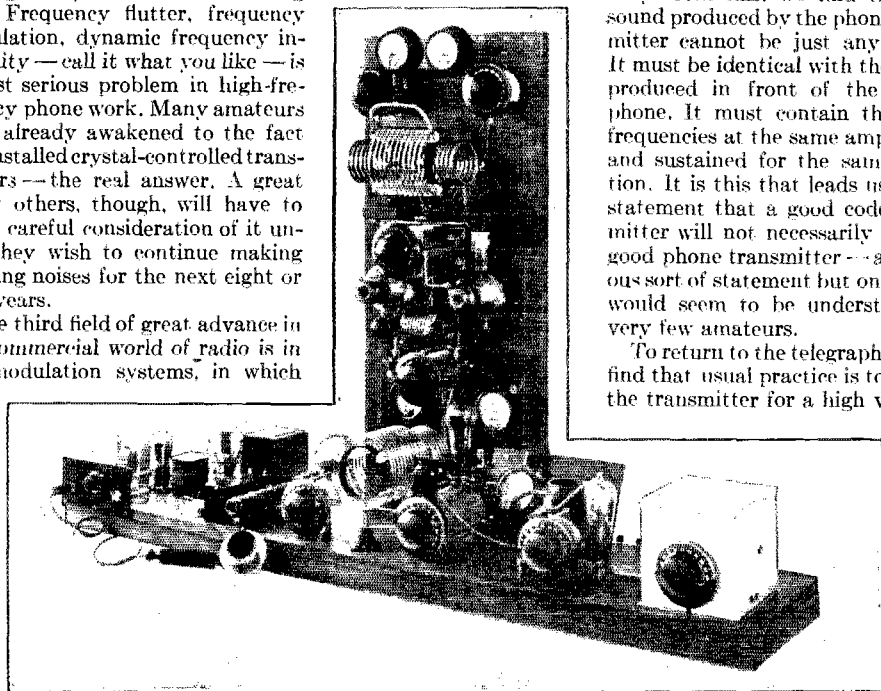 Frequency flutter, frequency
lation, dynamic frequency in-
ity — call it what you like — is
st serious problem in high-fre-
cy phone work. Many amateurs
already awakened to the fact
nstalled crystal-controlled trans-
rs — the real answer. A great
others, though, will have to
careful consideration of it un-
hey wish to continue making
ng noises for the next eight or
years.
e third field of great advance in
ommercial world of radio is in
nodulation systems, in which
sound produced by the phon
mitter cannot be just any
It must be identical with th
produced in front of the
phone. It must contain th
frequencies at the same amp
and sustained for the sam
tion. It is this that leads u
statement that a good code
mitter will not necessarily
good phone transmitter -- a
ous sort of statement but on
would seem to be underst
very few amateurs.
To return to the telegraph
find that usual practice is to
the transmitter for a high v